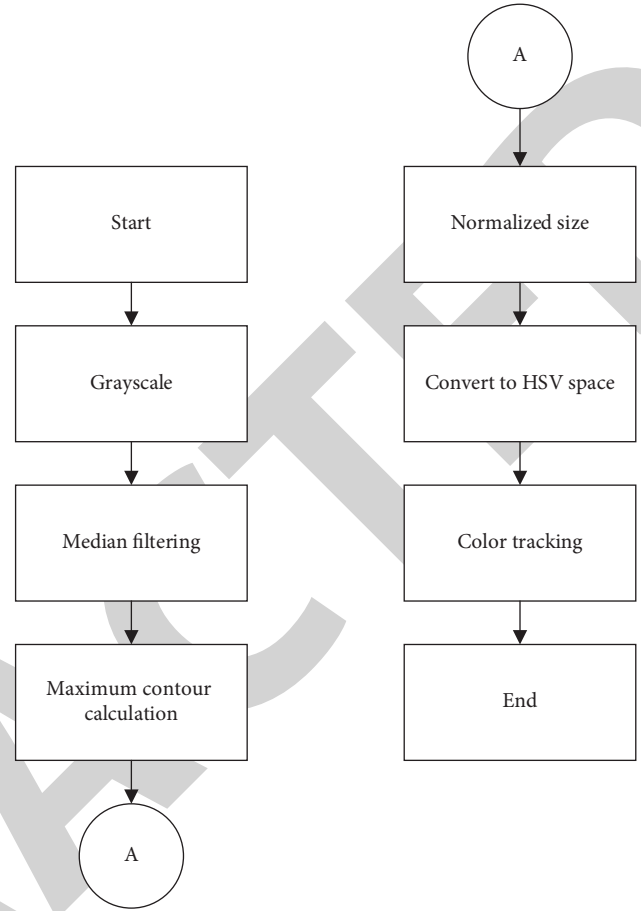 Start
Grayscale
Median filtering
Maximum contour
calculation
A
A
Normalized size
Convert to HSV space
Color tracking
End